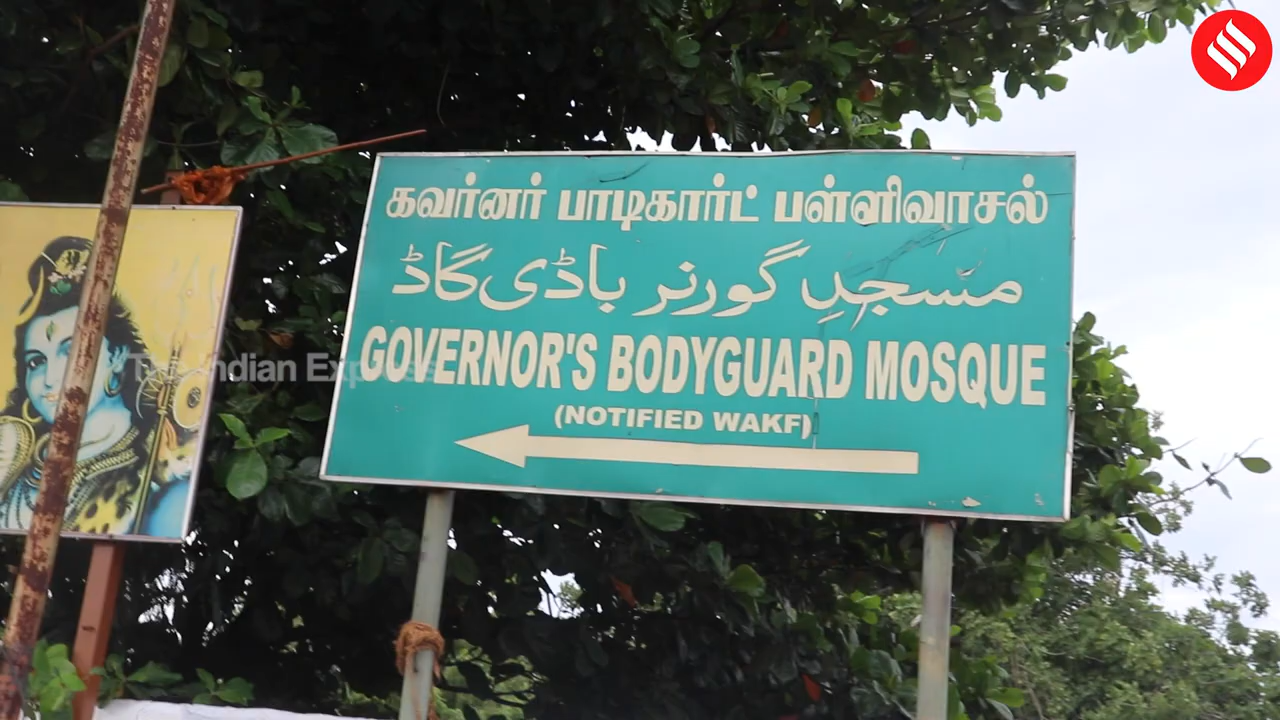 கவர்னர் பாடிகார்ட் பள்ளிவாசல்
مسجدِ گورنر باڈی گاڈ
GOVERNOR'S BODYGUARD MOSQUE
(NOTIFIED WAKF)
The Indian Express